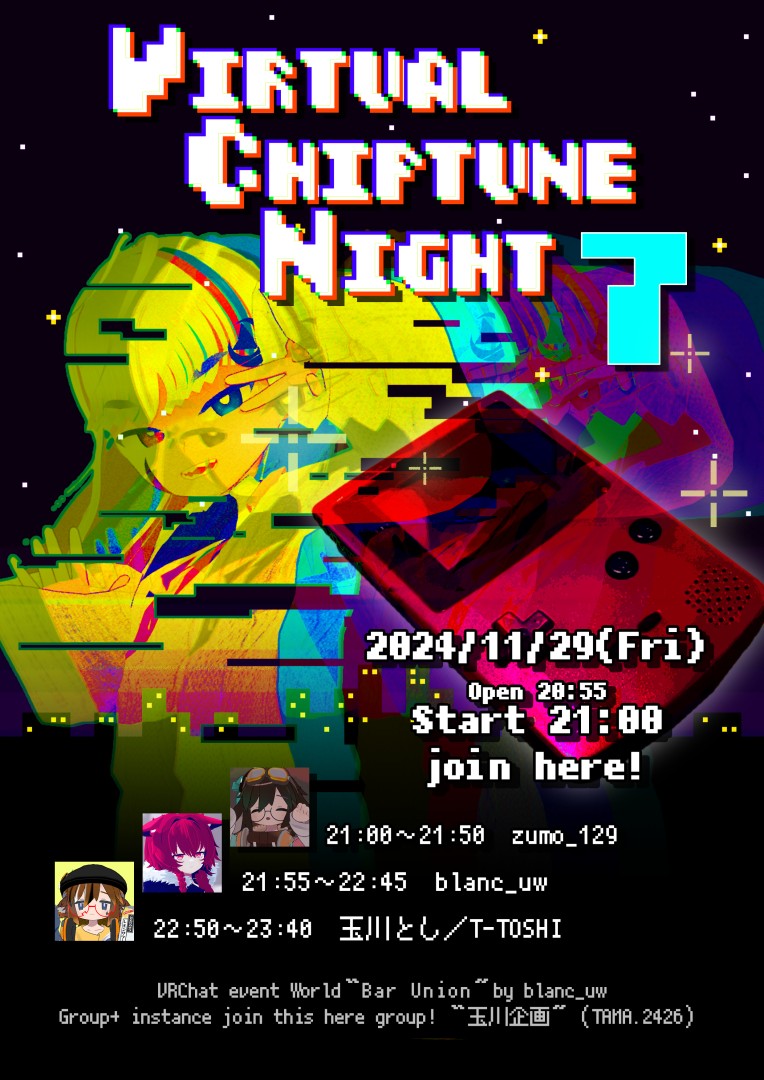 VIRTUAL
CHIPTUNE
NIGHT 7
2024/11/29(Fri)
Open 20:55
Start 21:00
join here!
21:00～21:50 zumo_129
21:55～22:45 blanc_uw
22:50～23:40 玉川とし／T-TOSHI
VRChat event World "Bar Union" by blanc_uw
Group+ instance join this here group! "玉川企画" (TAMA.2426)